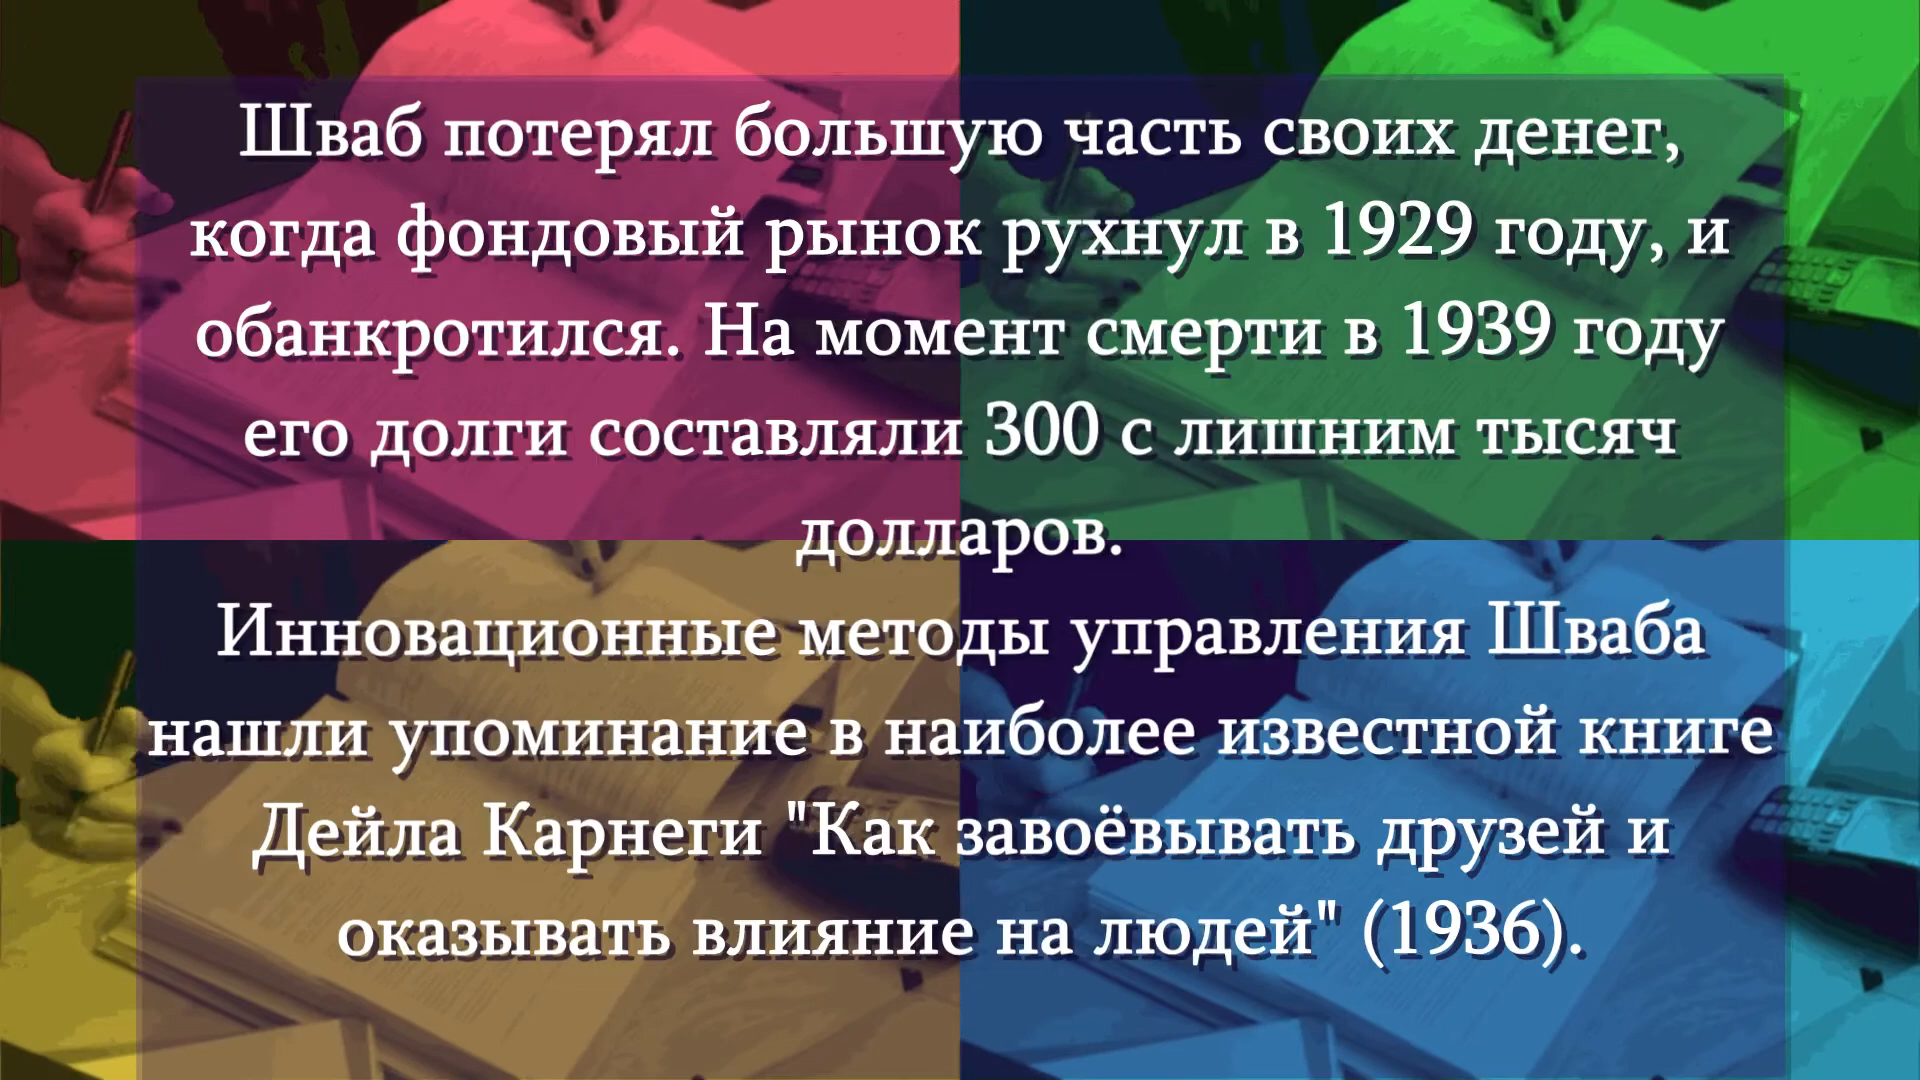 Шваб потерял большую часть своих денег,
когда фондовый рынок рухнул в 1929 году, и
обанкротился. На момент смерти в 1939 году
его долги составляли 300 с лишним тысяч
долларов.
Инновационные методы управления Шваба
нашли упоминание в наиболее известной книге
Дейла Карнеги "Как завоёвывать друзей и
оказывать влияние на людей" (1936).